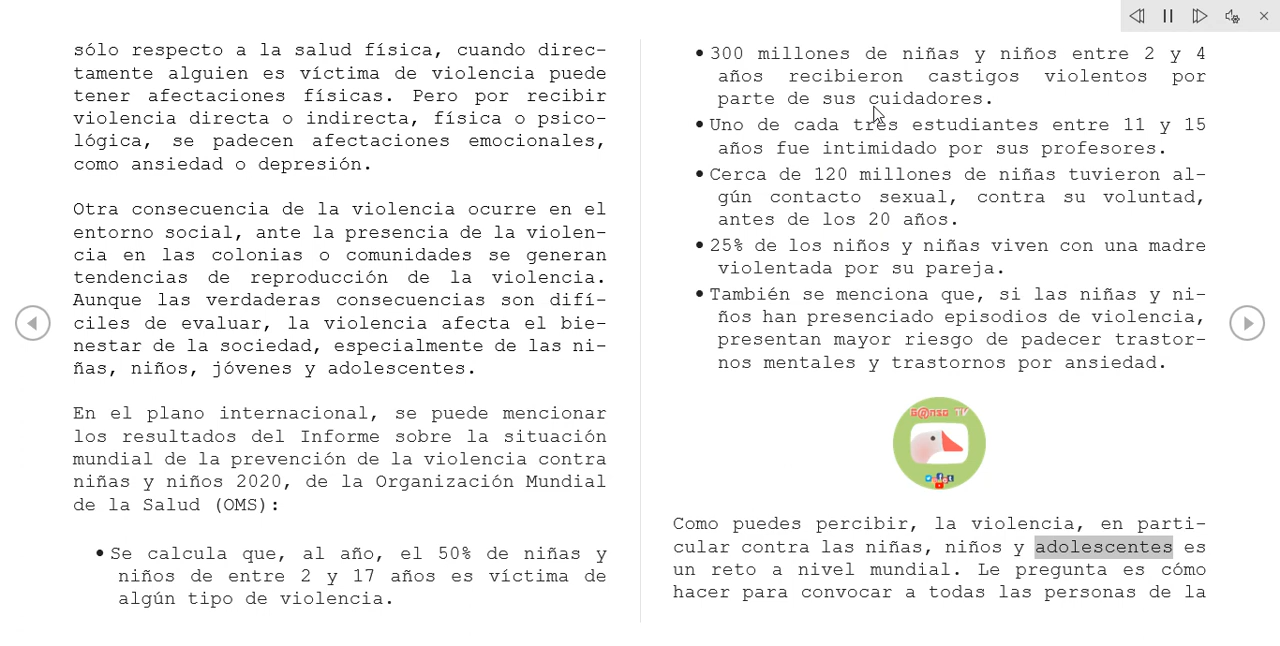 sólo respecto a la salud física, cuando direc-
tamente alguien es víctima de violencia puede
tener afectaciones físicas. Pero por recibir
violencia directa o indirecta, física o psico-
lógica, se padecen afectaciones emocionales,
como ansiedad o depresión.
Otra consecuencia de la violencia ocurre en el
entorno social, ante la presencia de la violen-
cia en las colonias o comunidades se generan
tendencias de reproducción de la violencia.
Aunque las verdaderas consecuencias son difí-
ciles de evaluar, la violencia afecta el bie-
nestar de la sociedad, especialmente de las ni-
ñas, niños, jóvenes y adolescentes.
En el plano internacional, se puede mencionar
los resultados del Informe sobre la situación
mundial de la prevención de la violencia contra
niñas y niños 2020, de la Organización Mundial
de la Salud (OMS):
• Se calcula que, al año, el 50% de niñas y
niños de entre 2 y 17 años es víctima de
algún tipo de violencia.
• 300 millones de niñas y niños entre 2 y 4
años recibieron castigos violentos por
parte de sus cuidadores.
• Uno de cada tres estudiantes entre 11 y 15
años fue intimidado por sus profesores.
• Cerca de 120 millones de niñas tuvieron al-
gún contacto sexual, contra su voluntad,
antes de los 20 años.
• 25% de los niños y niñas viven con una madre
violentada por su pareja.
• También se menciona que, si las niñas y ni-
ños han presenciado episodios de violencia,
presentan mayor riesgo de padecer trastor-
nos mentales y trastornos por ansiedad.
G@nso TV
Como puedes percibir, la violencia, en parti-
cular contra las niñas, niños y adolescentes es
un reto a nivel mundial. Le pregunta es cómo
hacer para convocar a todas las personas de la